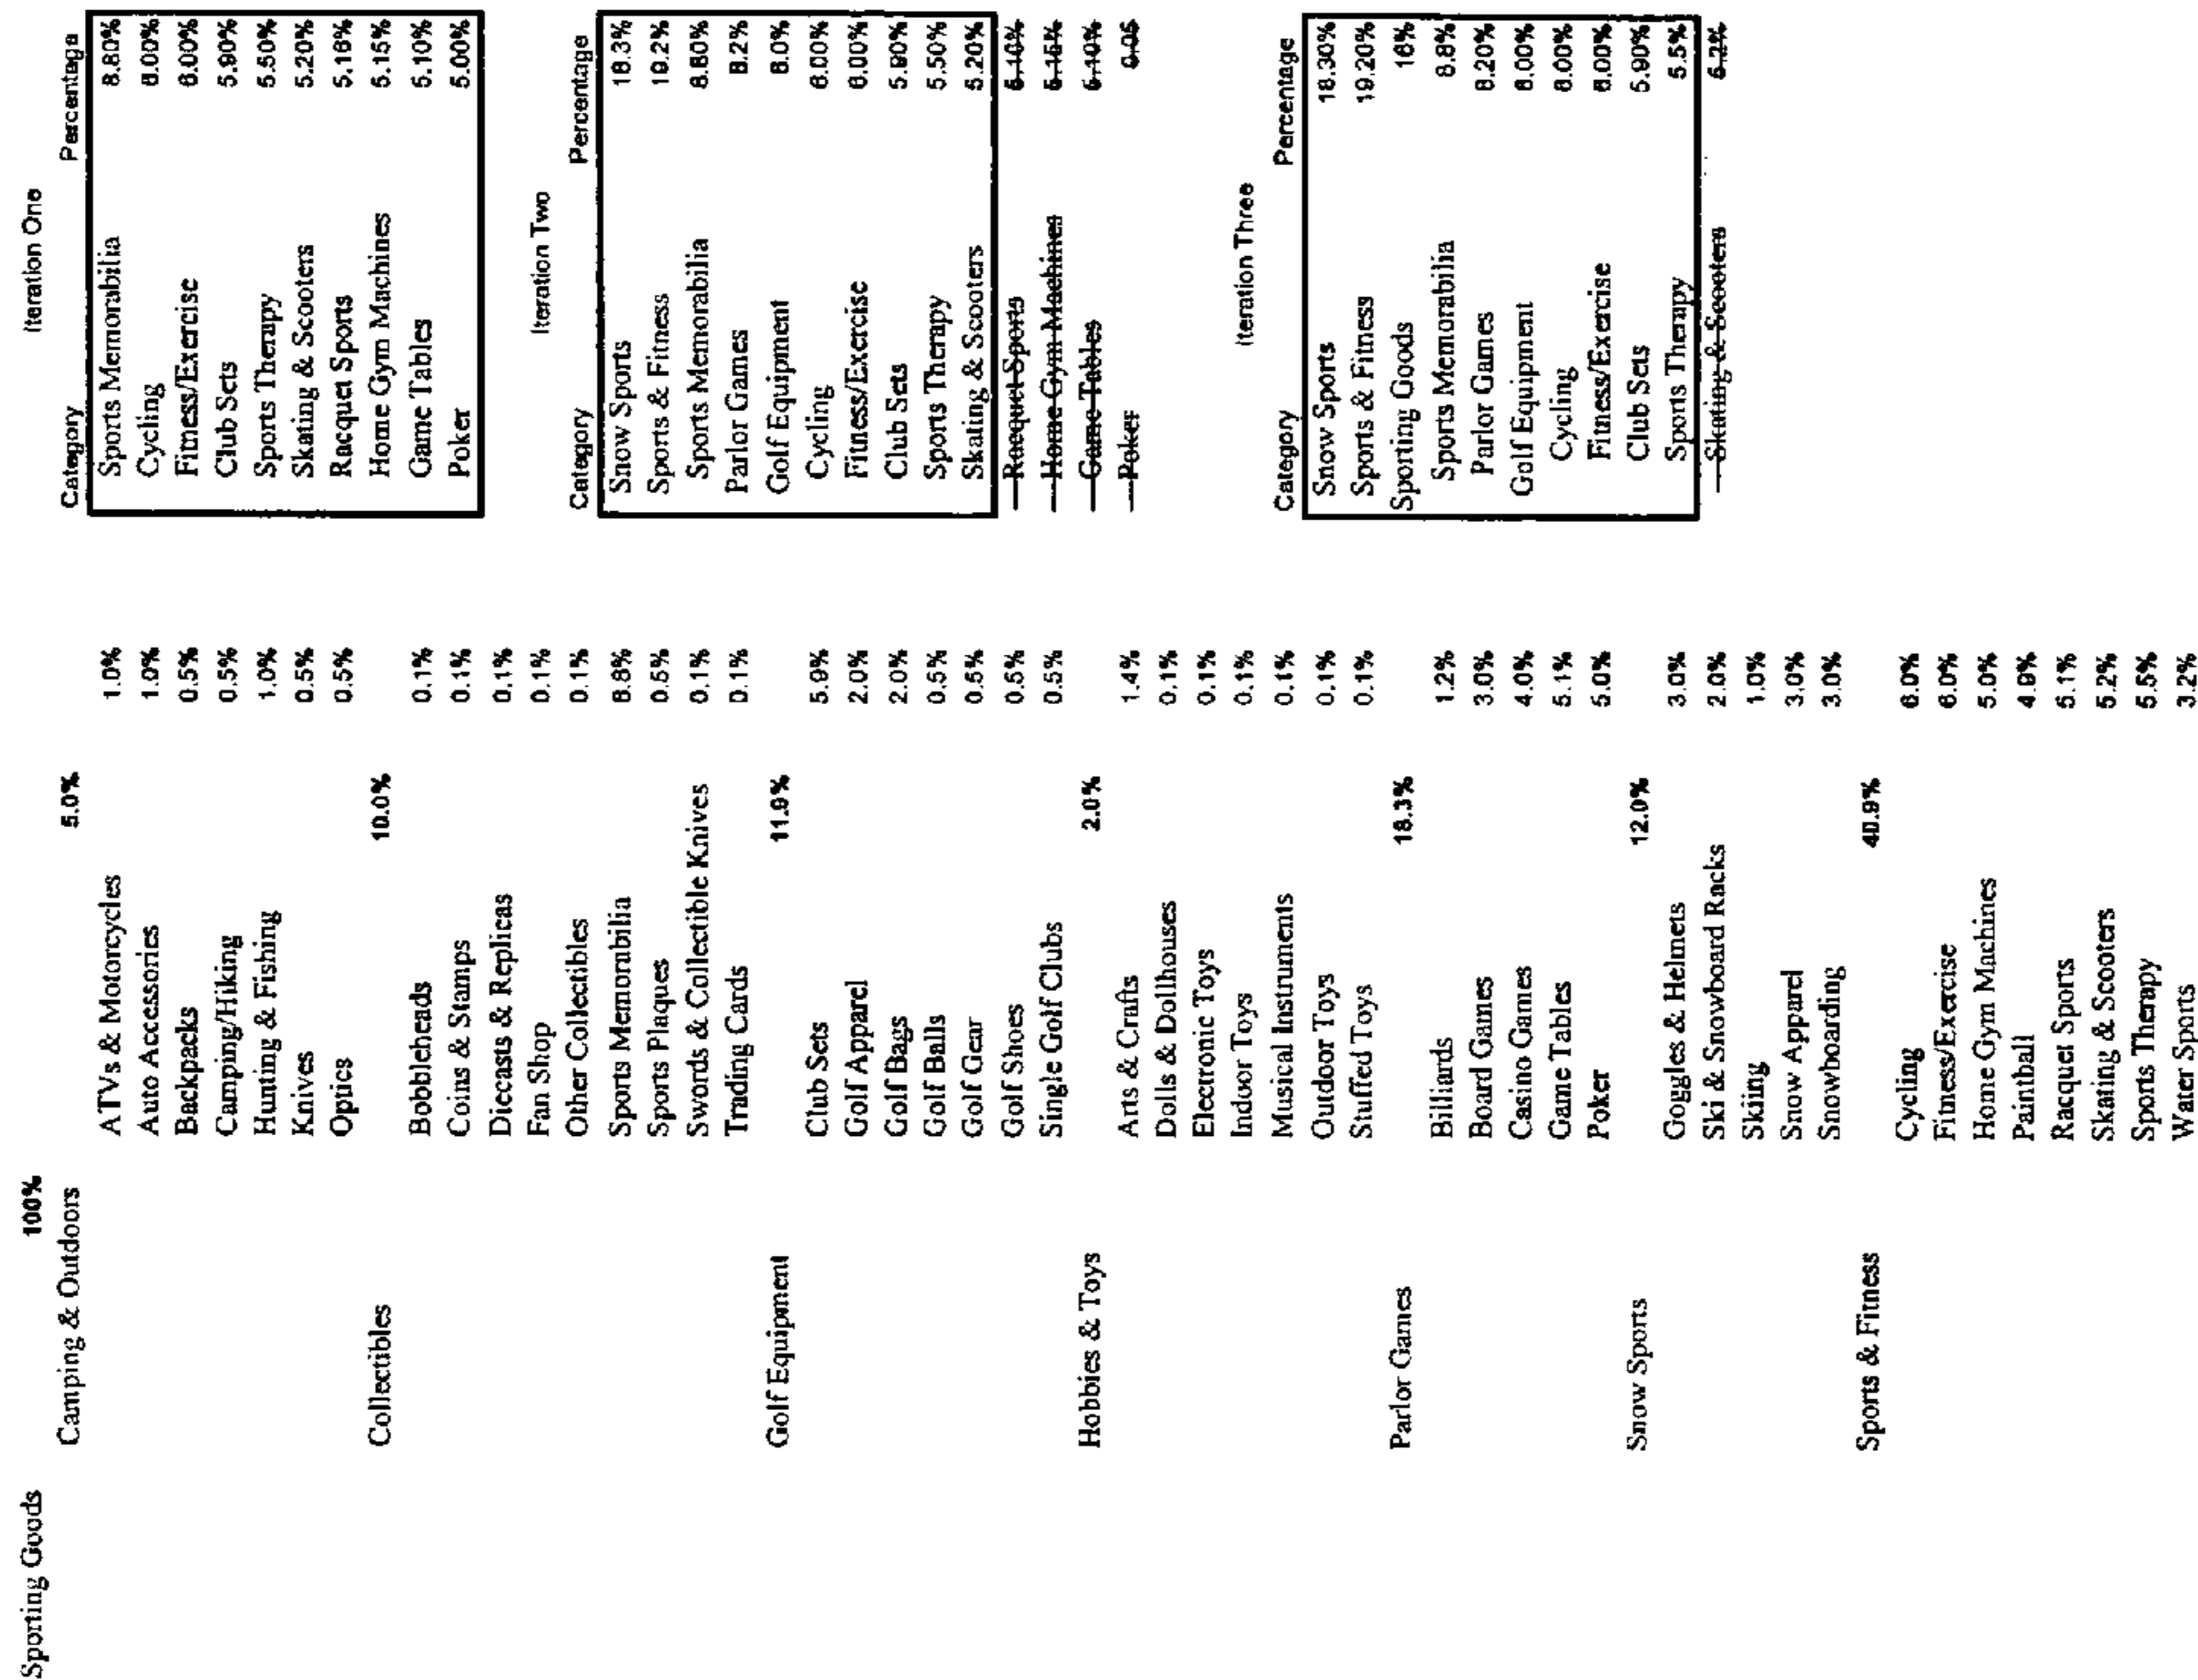 Sporting Goods 100%
Camping & Outdoors 5.0%
ATVs & Motorcycles 1.0%
Auto Accessories 1.0%
Backpacks 0.5%
Camping/Hiking 0.5%
Hunting & Fishing 1.0%
Knives 0.5%
Optics 0.5%
Collectibles 10.0%
Bobbleheads 0.1%
Coins & Stamps 0.1%
Diecasts & Replicas 0.1%
Fan Shop 0.1%
Other Collectibles 0.1%
Sports Memorabilia 8.8%
Sports Plaques 0.5%
Swords & Collectible Knives 0.1%
Trading Cards 0.1%
Golf Equipment 11.9%
Club Sets 5.9%
Golf Apparel 2.0%
Golf Bags 2.0%
Golf Balls 0.5%
Golf Gear 0.5%
Golf Shoes 0.5%
Single Golf Clubs 0.5%
Hobbies & Toys 2.0%
Arts & Crafts 1.4%
Dolls & Dollhouses 0.1%
Electronic Toys 0.1%
Indoor Toys 0.1%
Musical Instruments 0.1%
Outdoor Toys 0.1%
Stuffed Toys 0.1%
Parlor Games 18.3%
Billiards 1.2%
Board Games 3.0%
Casino Games 4.0%
Game Tables 5.1%
Poker 5.0%
Snow Sports 12.0%
Goggles & Helmets 3.0%
Ski & Snowboard Racks 2.0%
Skiing 1.0%
Snow Apparel 3.0%
Snowboarding 3.0%
Sports & Fitness 40.9%
Cycling 6.0%
Fitness/Exercise 6.0%
Home Gym Machines 5.0%
Paintball 4.9%
Racquet Sports 5.1%
Skating & Scooters 5.2%
Sports Therapy 5.5%
Water Sports 3.2%
Iteration One
Category Percentage
Sports Memorabilia 8.80%
Cycling 6.00%
Fitness/Exercise 6.00%
Club Sets 5.90%
Sports Therapy 5.50%
Skating & Scooters 5.20%
Racquet Sports 5.16%
Home Gym Machines 5.15%
Game Tables 5.10%
Poker 5.00%
Iteration Two
Category Percentage
Snow Sports 18.3%
Sports & Fitness 19.2%
Sports Memorabilia 8.80%
Parlor Games 8.2%
Golf Equipment 6.0%
Cycling 6.00%
Fitness/Exercise 6.00%
Club Sets 5.90%
Sports Therapy 5.50%
Skating & Scooters 5.20%
Racquet Sports
Home Gym Machines 5.15%
Game Tables 5.10%
Poker 0.05
Iteration Three
Category Percentage
Snow Sports 18.30%
Sports & Fitness 19.20%
Sporting Goods 16%
Sports Memorabilia 8.8%
Parlor Games 8.20%
Golf Equipment 6.00%
Cycling 6.00%
Fitness/Exercise 6.00%
Club Sets 5.90%
Sports Therapy 5.5%
Skating & Scooters 5.2%